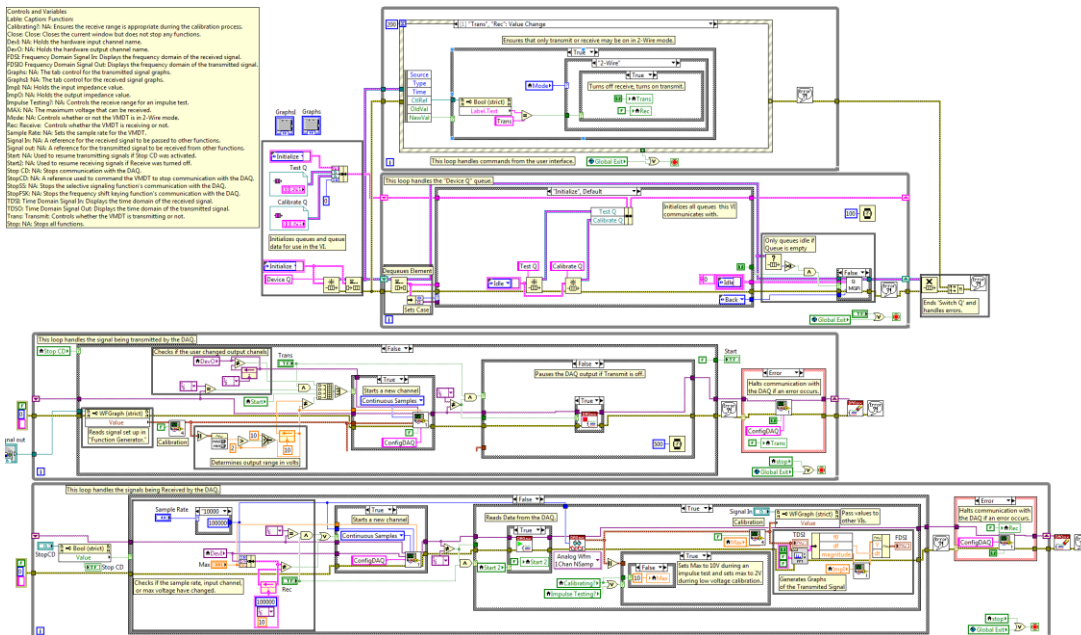 Controls and Variables
Lable: Caption: Function:
Calibrating?: NA: Ensures the receive range is appropriate during the calibration process.
Close: Close: Closes the current window but does not stop any functions.
DevI: NA: Holds the hardware input channel name.
DevO: NA: Holds the hardware output channel name.
FDSI: Frequency Domain Signal In: Displays the frequency domain of the received signal.
FDSIO Frequency Domain Signal Out: Displays the frequency domain of the transmitted signal.
Graphs: NA: The tab control for the transmitted signal graphs.
GraphsI: NA: The tab control for the received signal graphs.
ImpI: NA: Holds the input impedance value.
ImpO: NA: Holds the output impedance value.
Impulse Testing?: NA: Controls the receive range for an impulse test.
MAX: NA: The maximum voltage that can be received.
Mode: NA: Controls whether or not the VMDT is in 2-Wire mode.
Rec: Receive: Controls whether the VMDT is receiving or not.
Sample Rate: NA: Sets the sample rate for the VMDT.
Signal In: NA: A reference for the received signal to be passed to other functions.
Signal out: NA: A reference for the transmitted signal to be received from other functions.
Start: NA: Used to resume transmitting signals if Stop CD was activated.
Start2: NA: Used to resume receiving signals if Receive was turned off.
Stop CD: NA: Stops communication with the DAQ.
StopCD: NA: A reference used to command the VMDT to stop communication with the DAQ.
StopSS: NA: Stops the selective signaling function's communication with the DAQ.
StopFSK: NA: Stops the frequency shift keying function's communication with the DAQ.
TDSI: Time Domain Signal In: Displays the time domain of the received signal.
TDSO: Time Domain Signal Out: Displays the time domain of the transmitted signal.
Trans: Transmit: Controls whether the VMDT is transmitting or not.
Stop: NA: Stops all functions.
200
[1] "Trans", "Rec": Value Change
Ensures that only transmit or receive may be on in 2-Wire mode.
True
"2-Wire"
True
Turns off receive, turns on transmit.
Mode
Trans
Rec
Source
Type
Time
CtlRef
OldVal
NewVal
Bool (strict)
Label.Text
Trans
This loop handles commands from the user interface.
Global Exit
GraphsI
Graphs
Initialize
Test Q
Calibrate Q
0
Initializes queues and queue
data for use in the VI.
Initialize
Device Q
This loop handles the "Device Q" queue.
"Initialize", Default
Initializes all queues this VI
communicates with.
Test Q
Calibrate Q
Test Q
Calibrate Q
Idle
Idle
Dequeues Element
Sets Case
100
Only queues idle if
Queue is empty
False
Q
MGR
Idle
Back
Global Exit
Ends 'Switch Q' and
handles errors.
This loop handles the signal being transmitted by the DAQ.
Stop CD
False
Checks if the user changed output chanels
DevO
Trans
Start
WFGraph (strict)
Value
Reads signal set up in
'Function Generator.'
Calibration
2
10
10
Determines output range in volts
True
Starts a new channel
Continuous Samples
ConfigDAQ
False
Pauses the DAQ output if Transmit is off.
True
500
Start
Error
Halts communication with
the DAQ if an error occurs.
ConfigDAQ
Trans
stop
Global Exit
gnal out
This loop handles the signals being Received by the DAQ.
False
Sample Rate
"10000
100000
DevI
Max
StopCD
Bool (strict)
Value
Stop CD
Checks if the sample rate, input channel,
or max voltage have changed.
100000
10
Rec
True
Starts a new channel
Continuous Samples
ConfigDAQ
Start 2
True
Reads Data from the DAQ.
True
Start 2
Analog Wfm
1Chan NSamp
Calibrating?
Impulse Testing?
True
False
10
Max
Sets Max to 10V during an
impulse test and sets max to 2V
during low voltage calibration.
Signal In
WFGraph (strict)
Value
Pass values to
other VIs.
Calibration
TDSI
magnitude
FDSI
Generate Graphs
of the Transmited Signal
Error
Halts communication with
the DAQ if an error occurs.
Rec
ConfigDAQ
stop
Global Exit